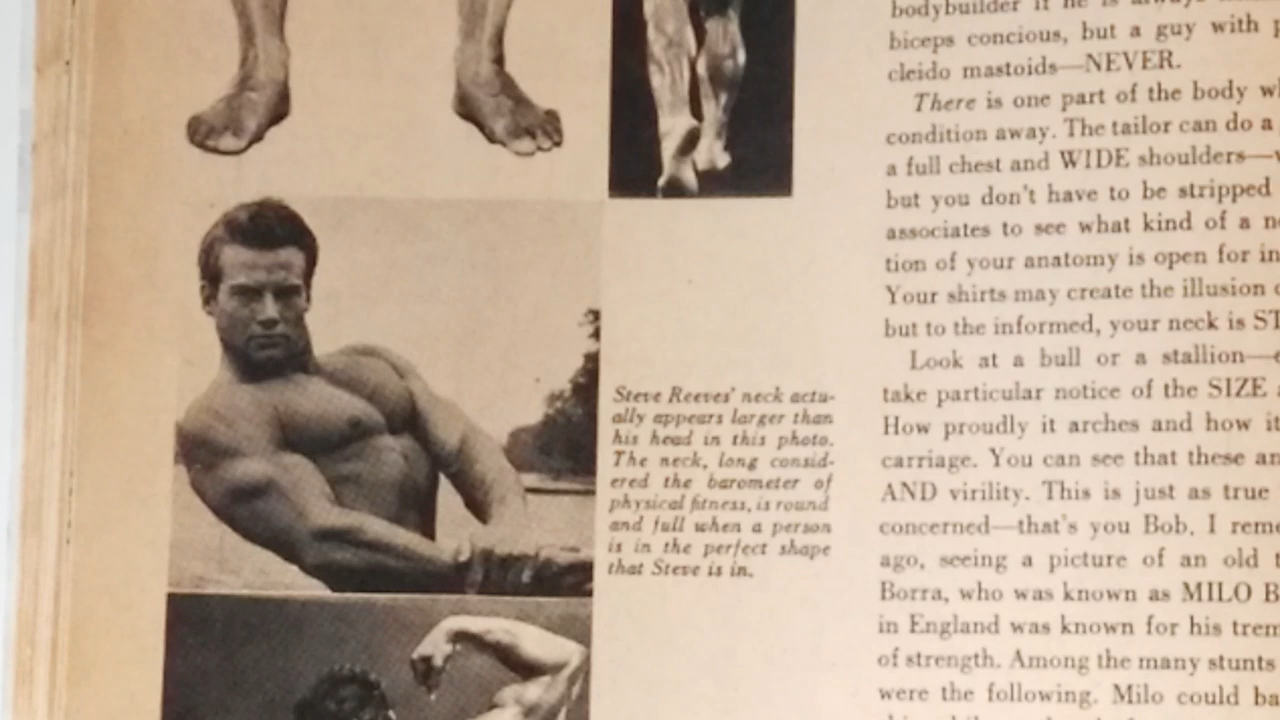 Steve Reeves' neck actu-
ally appears larger than
his head in this photo.
The neck, long consid-
ered the barometer of
physical fitness, is round
and full when a person
is in the perfect shape
that Steve is in.
bodybuilder if he is always
biceps concious, but a guy with
cleido mastoids—NEVER.
There is one part of the body
condition away. The tailor can do a
a full chest and WIDE shoulders—
but you don't have to be stripped
associates to see what kind of a
tion of your anatomy is open for
Your shirts may create the illusion
but to the informed, your neck is
Look at a bull or a stallion—
take particular notice of the SIZE
How proudly it arches and how it
carriage. You can see that these
AND virility. This is just as true
concerned—that's you Bob. I
ago, seeing a picture of an old
Borra, who was known as MILO
in England was known for his
of strength. Among the many stunts
were the following. Milo could